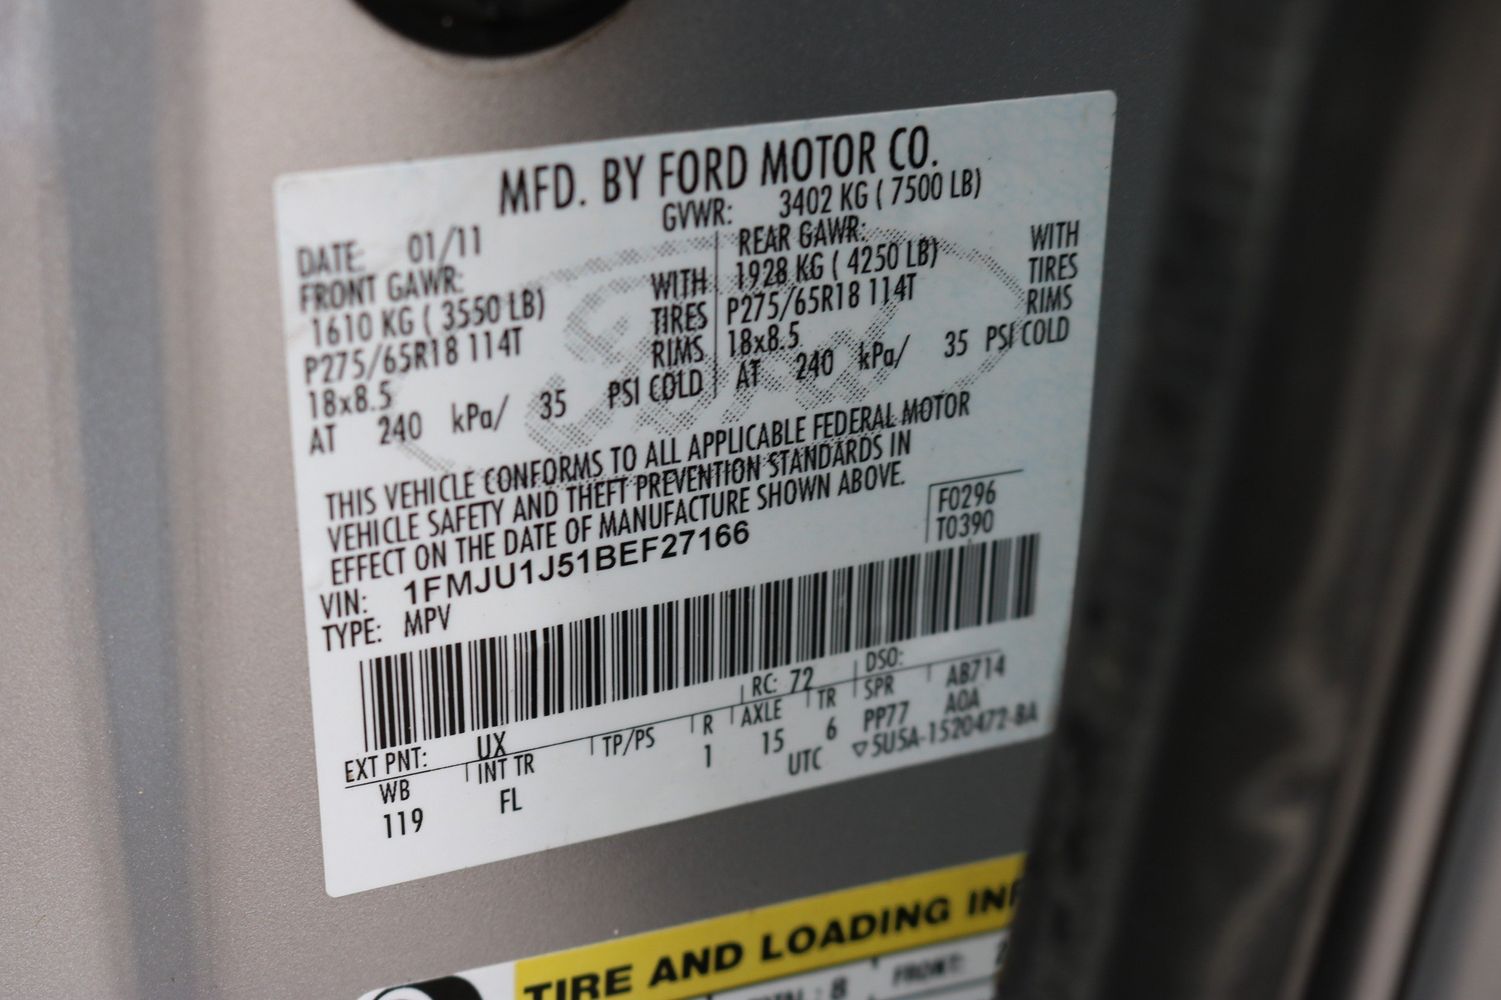 MFD. BY FORD MOTOR CO.
DATE: 01/11 GVWR: 3402 KG ( 7500 LB)
FRONT GAWR: REAR GAWR:
1610 KG ( 3550 LB) WITH 1928 KG ( 4250 LB) WITH
P275/65R18 114T TIRES P275/65R18 114T TIRES
18x8.5 RIMS 18x8.5 RIMS
AT 240 kPa/ 35 PSI COLD AT 240 kPa/ 35 PSI COLD
THIS VEHICLE CONFORMS TO ALL APPLICABLE FEDERAL MOTOR
VEHICLE SAFETY AND THEFT PREVENTION STANDARDS IN
EFFECT ON THE DATE OF MANUFACTURE SHOWN ABOVE.
F0296
VIN: 1FMJU1J51BEF27166 T0390
TYPE: MPV
EXT PNT: UX RC: 72 DSO: AB714
WB INT TR TP/PS R AXLE TR SPR AOA
119 FL 1 15 6 PP77
UTC ▽5U5A-1520472-BA
TIRE AND LOADING
FRONT: